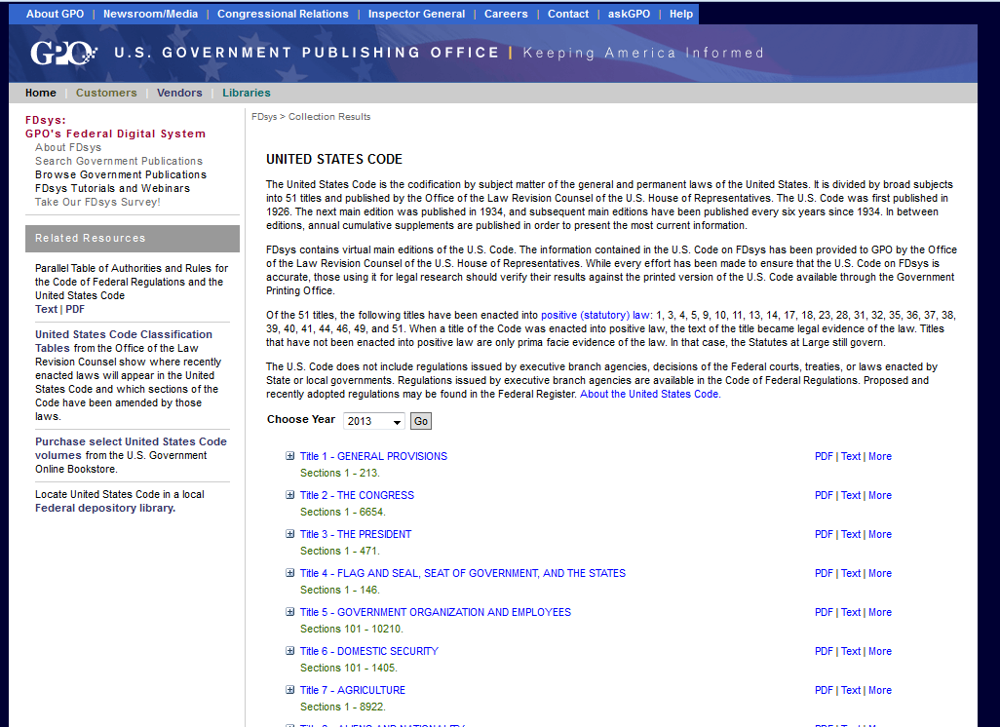 About GPO | Newsroom/Media | Congressional Relations | Inspector General | Careers | Contact | askGPO | Help
GPO U.S. GOVERNMENT PUBLISHING OFFICE | Keeping America Informed
Home | Customers | Vendors | Libraries
FDsys:
GPO's Federal Digital System
About FDsys
Search Government Publications
Browse Government Publications
FDsys Tutorials and Webinars
Take Our FDsys Survey!
Related Resources
Parallel Table of Authorities and Rules for
the Code of Federal Regulations and the
United States Code
Text | PDF
United States Code Classification
Tables from the Office of the Law
Revision Counsel show where recently
enacted laws will appear in the United
States Code and which sections of the
Code have been amended by those
laws.
Purchase select United States Code
volumes from the U.S. Government
Online Bookstore.
Locate United States Code in a local
Federal depository library.
FDsys > Collection Results
UNITED STATES CODE
The United States Code is the codification by subject matter of the general and permanent laws of the United States. It is divided by broad subjects
into 51 titles and published by the Office of the Law Revision Counsel of the U.S. House of Representatives. The U.S. Code was first published in
1926. The next main edition was published in 1934, and subsequent main editions have been published every six years since 1934. In between
editions, annual cumulative supplements are published in order to present the most current information.
FDsys contains virtual main editions of the U.S. Code. The information contained in the U.S. Code on FDsys has been provided to GPO by the Office
of the Law Revision Counsel of the U.S. House of Representatives. While every effort has been made to ensure that the U.S. Code on FDsys is
accurate, those using it for legal research should verify their results against the printed version of the U.S. Code available through the Government
Printing Office.
Of the 51 titles, the following titles have been enacted into positive (statutory) law: 1, 3, 4, 5, 9, 10, 11, 13, 14, 17, 18, 23, 28, 31, 32, 35, 36, 37, 38,
39, 40, 41, 44, 46, 49, and 51. When a title of the Code was enacted into positive law, the text of the title became legal evidence of the law. Titles
that have not been enacted into positive law are only prima facie evidence of the law. In that case, the Statutes at Large still govern.
The U.S. Code does not include regulations issued by executive branch agencies, decisions of the Federal courts, treaties, or laws enacted by
State or local governments. Regulations issued by executive branch agencies are available in the Code of Federal Regulations. Proposed and
recently adopted regulations may be found in the Federal Register. About the United States Code.
Choose Year 2013 Go
Title 1 - GENERAL PROVISIONS PDF | Text | More
Sections 1 - 213.
Title 2 - THE CONGRESS PDF | Text | More
Sections 1 - 6654.
Title 3 - THE PRESIDENT PDF | Text | More
Sections 1 - 471.
Title 4 - FLAG AND SEAL, SEAT OF GOVERNMENT, AND THE STATES PDF | Text | More
Sections 1 - 146.
Title 5 - GOVERNMENT ORGANIZATION AND EMPLOYEES PDF | Text | More
Sections 101 - 10210.
Title 6 - DOMESTIC SECURITY PDF | Text | More
Sections 101 - 1405.
Title 7 - AGRICULTURE PDF | Text | More
Sections 1 - 8922.